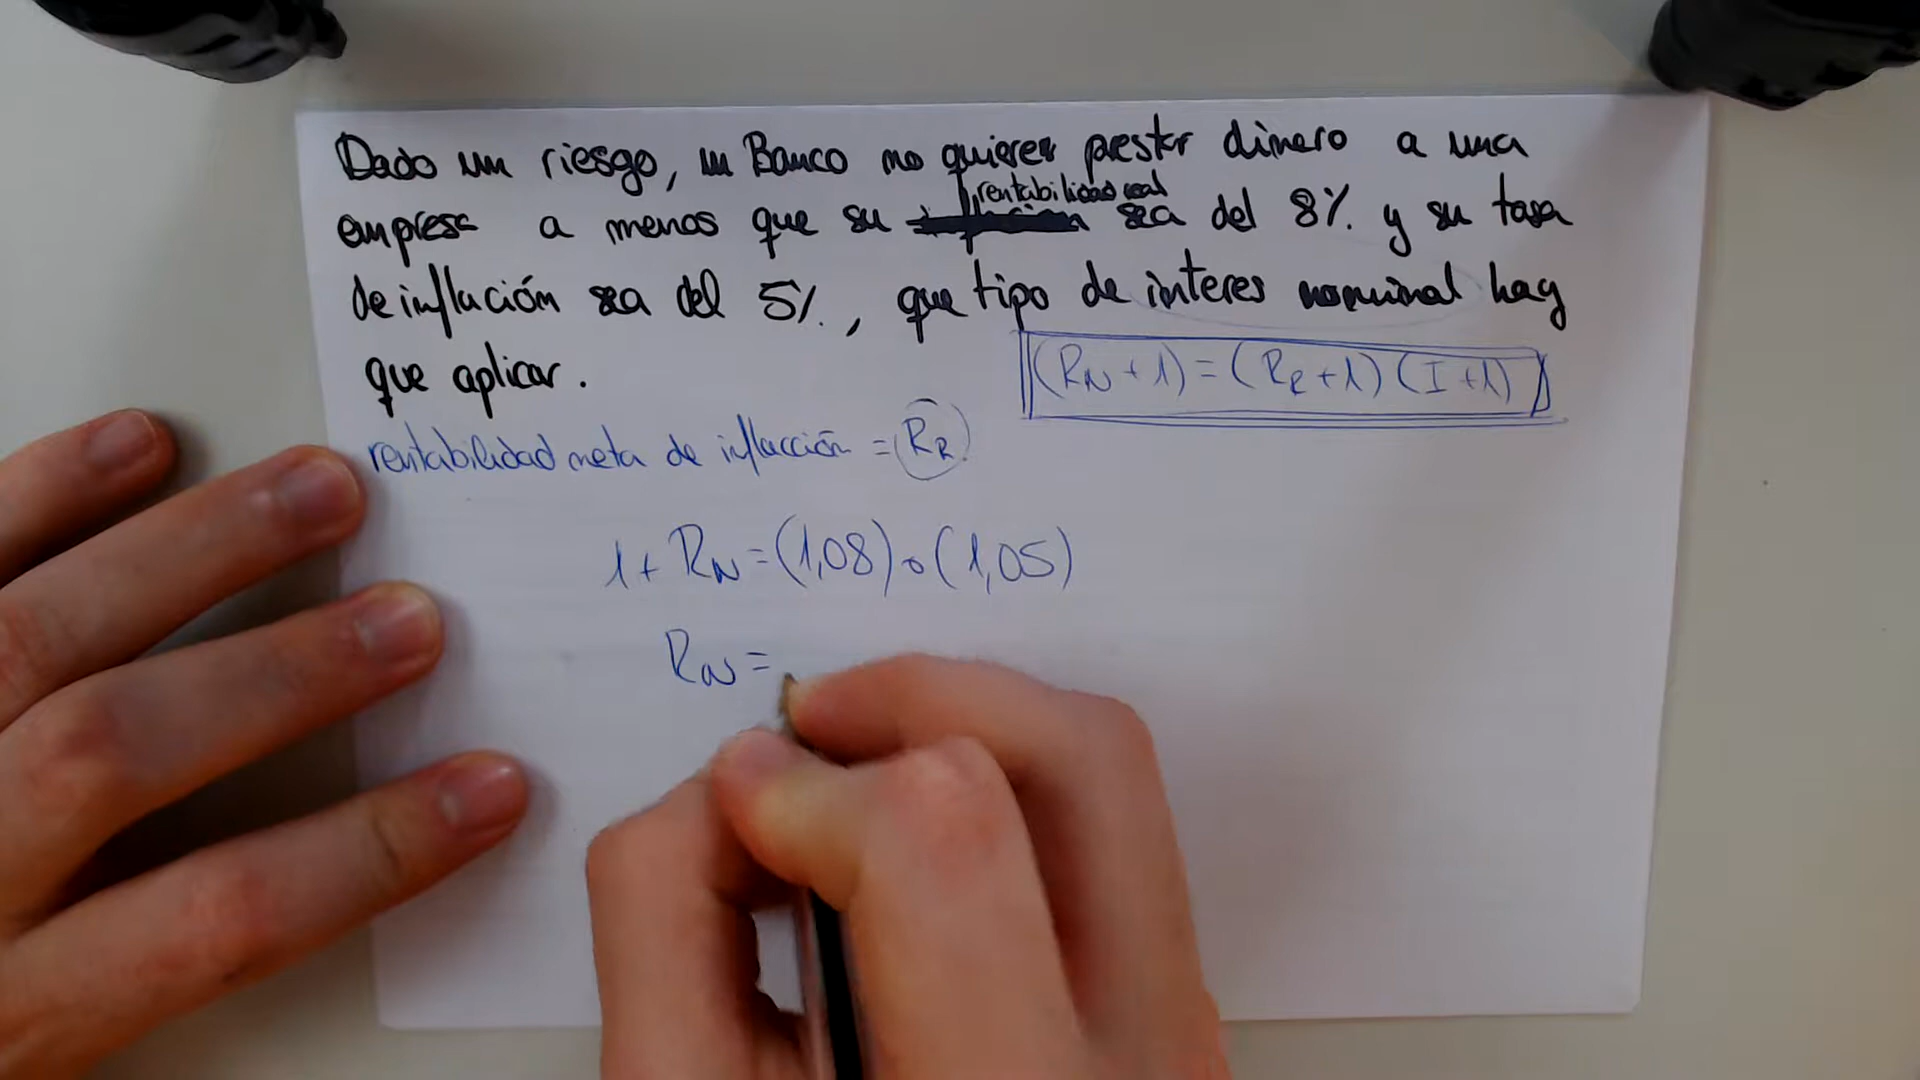 Dado un riesgo, un Banco no quiere prestar dinero a una
rentabilidad real
empresa a menos que su sea del 8% y su tasa
de inflación sea del 5%, que tipo de interes nominal hay
que aplicar.
(RN + 1) = (RR + 1) (I + 1)
rentabilidad neta de inflacción = RR
1 + RN = (1,08) · (1,05)
RN =